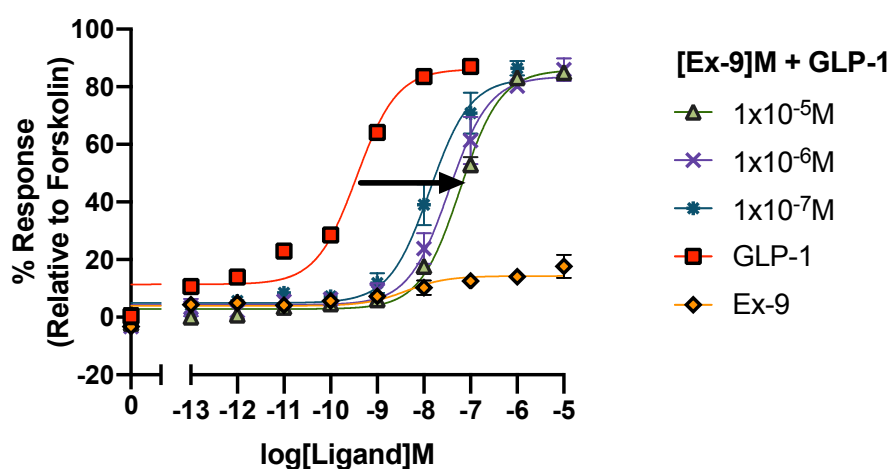 % Response
(Relative to Forskolin)
100
80
60
40
20
0
-20
0
-13
-12
-11
-10
-9
-8
-7
-6
-5
log[Ligand]M
[Ex-9]M + GLP-1
1x10⁻⁵M
1x10⁻⁶M
1x10⁻⁷M
GLP-1
Ex-9